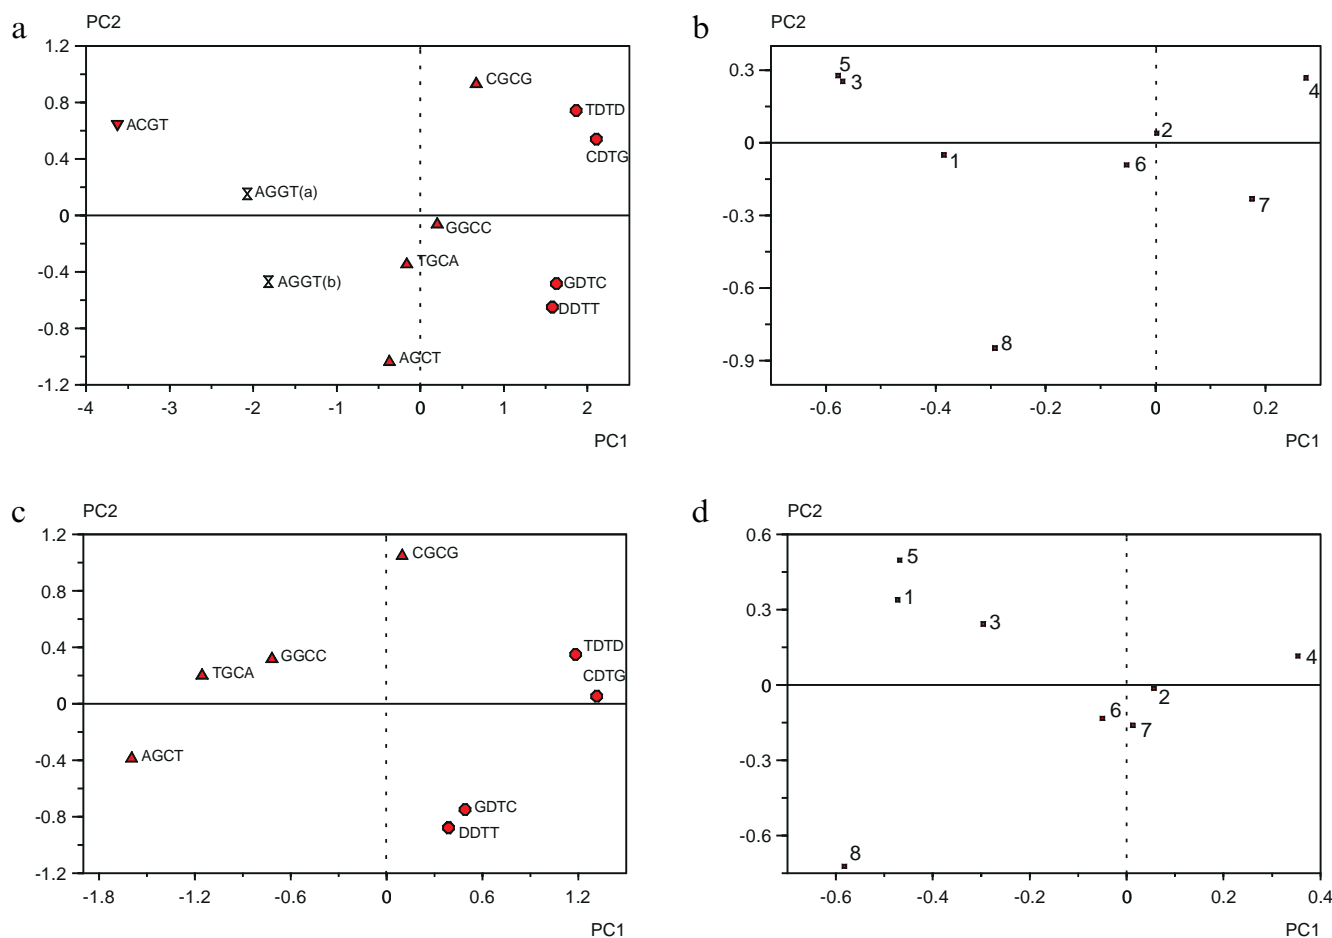 a
PC2
1.2
0.8
0.4
0
-0.4
-0.8
-1.2
-4
-3
-2
-1
0
1
2
PC1
CGCG
TDTD
ACGT
CDTG
AGGT(a)
GGCC
TGCA
AGGT(b)
GDTC
DDTT
AGCT
b
PC2
0.3
0
-0.3
-0.6
-0.9
-0.6
-0.4
-0.2
0
0.2
PC1
5
3
4
2
1
6
7
8
c
PC2
1.2
0.8
0.4
0
-0.4
-0.8
-1.2
-1.8
-1.2
-0.6
0
0.6
1.2
PC1
CGCG
TDTD
GGCC
TGCA
CDTG
AGCT
GDTC
DDTT
d
PC2
0.6
0.3
0
-0.3
-0.6
-0.6
-0.4
-0.2
0
0.2
0.4
PC1
5
1
3
4
2
6
7
8